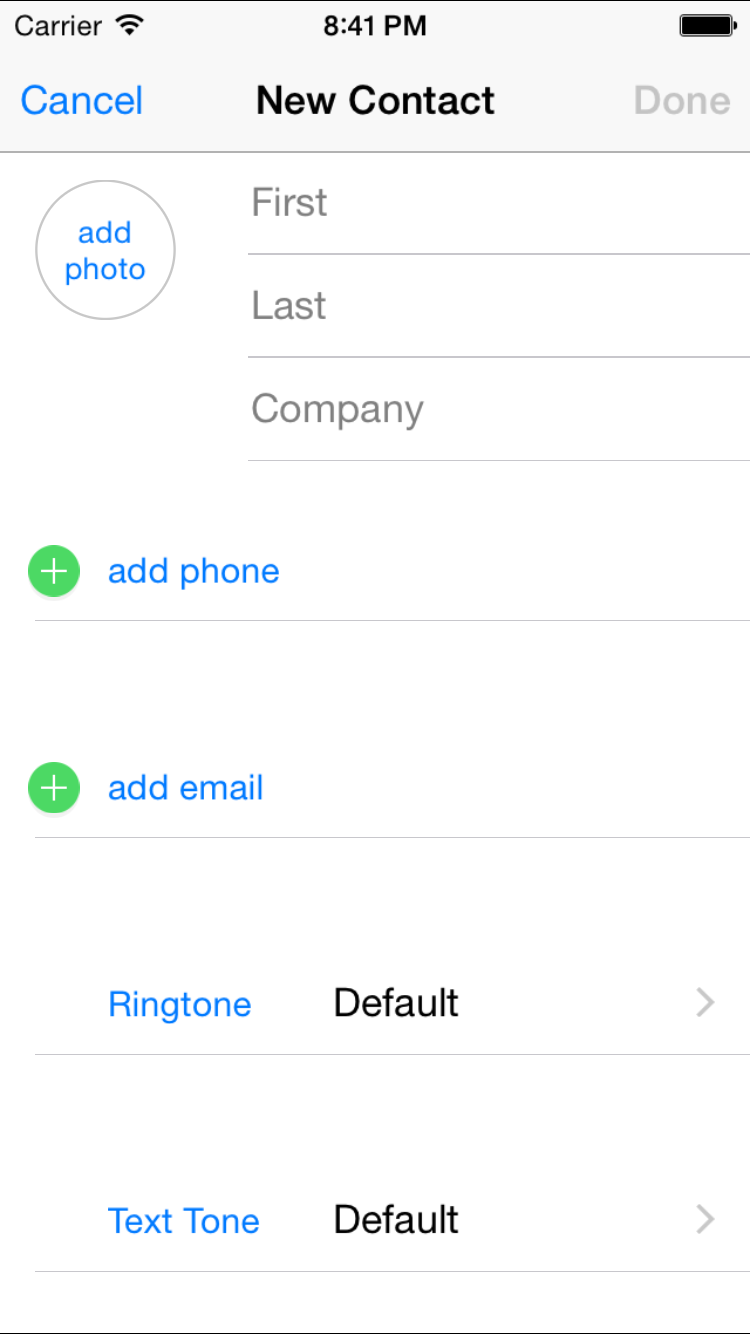 Carrier 8:41 PM
Cancel New Contact Done
add
photo
First
Last
Company
add phone
add email
Ringtone Default
Text Tone Default